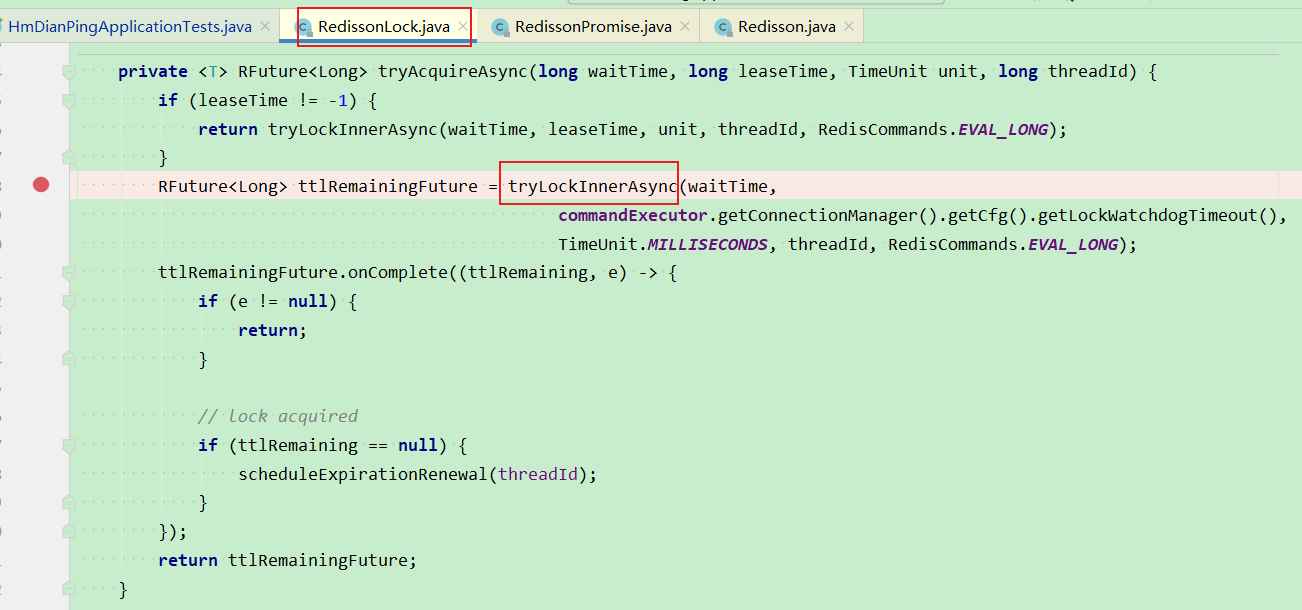 HmDianPingApplicationTests.java RedissonLock.java RedissonPromise.java Redisson.java
private <T> RFuture<Long> tryAcquireAsync(long waitTime, long leaseTime, TimeUnit unit, long threadId) {
if (leaseTime != -1) {
return tryLockInnerAsync(waitTime, leaseTime, unit, threadId, RedisCommands.EVAL_LONG);
}
RFuture<Long> ttlRemainingFuture = tryLockInnerAsync(waitTime,
commandExecutor.getConnectionManager().getCfg().getLockWatchdogTimeout(),
TimeUnit.MILLISECONDS, threadId, RedisCommands.EVAL_LONG);
ttlRemainingFuture.onComplete((ttlRemaining, e) -> {
if (e != null) {
return;
}
// lock acquired
if (ttlRemaining == null) {
scheduleExpirationRenewal(threadId);
}
});
return ttlRemainingFuture;
}